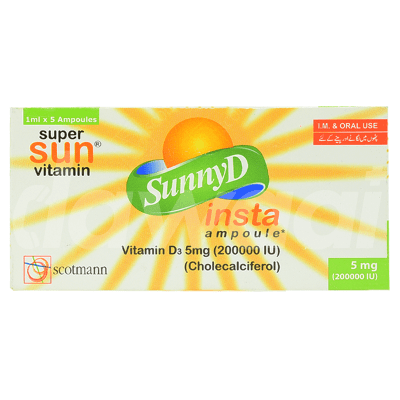 1ml x 5 Ampoules
super
sun®
vitamin
SunnyD
insta
ampoule*
Vitamin D3 5mg (200000 IU)
(Cholecalciferol)
scotmann
I.M. & ORAL USE
5 mg
(200000 IU)